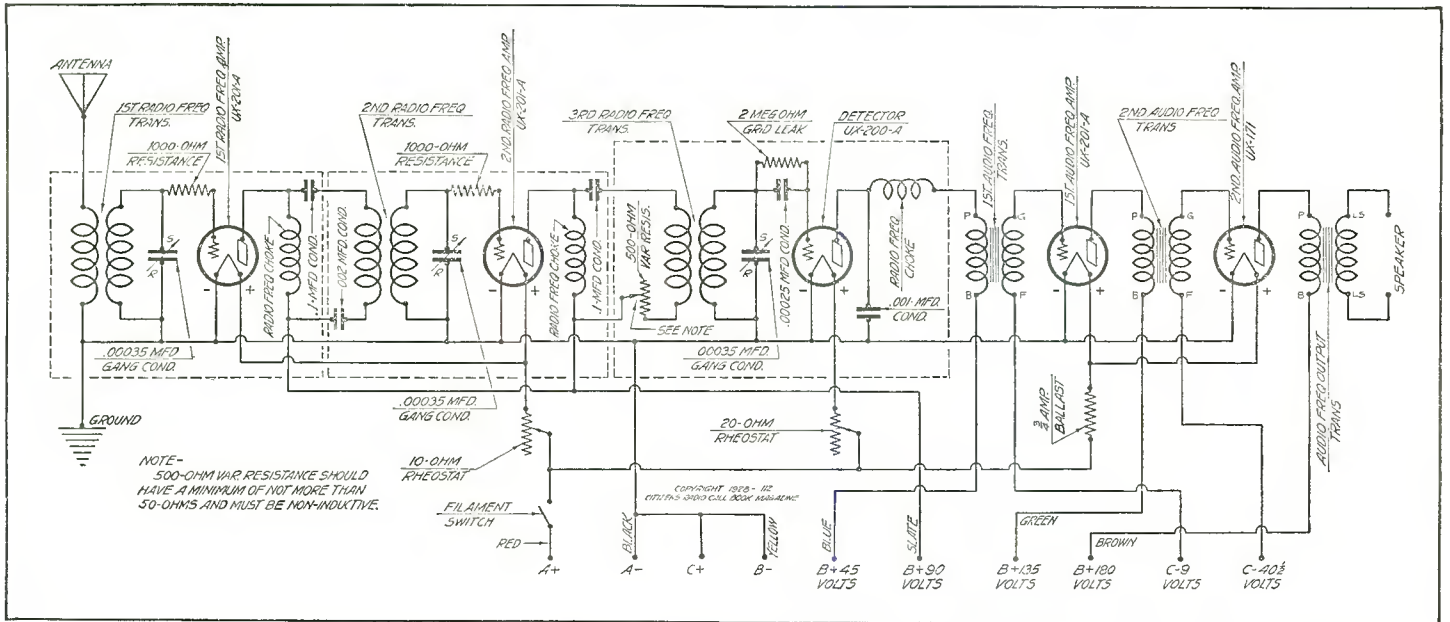 ANTENNA
1ST RADIO FREQ
TRANS.
1000-OHM
RESISTANCE
1ST RADIO FREQ AMP.
UX-201-A
2ND RADIO FREQ
TRANS.
1000-OHM
RESISTANCE
2ND. RADIO FREQ AMP.
UX-201-A
3RD RADIO FREQ
TRANS.
2 MEG OHM
GRID LEAK
DETECTOR
UX-200-A
1ST AUDIO FREQ.
TRANS.
1ST AUDIO FREQ. AMP
UX-201-A
2ND AUDIO FREQ.
TRANS
2ND. AUDIO FREQ. AMP
UX-171
S
R
- +
RADIO FREQ CHOKE
.1-MFD COND.
.002 MFD. COND.
S
R
- +
RADIO FREQ CHOKE
.1-MFD COND.
500-OHM
VAR RESIS.
SEE NOTE
S
R
.00025 MFD COND.
- +
RADIO FREQ.
CHOKE
.001-MFD
COND.
P G
B F
- +
P G
B F
- +
P LS
B LS
SPEAKER
.00035 MFD.
GANG COND.
.00035 MFD.
GANG COND.
.00035 MFD.
GANG COND.
GROUND
10-OHM
RHEOSTAT
20-OHM
RHEOSTAT
¾ AMP.
BALLAST
AUDIO FREQ OUTPUT
TRANS
NOTE-
500-OHM VAR. RESISTANCE SHOULD
HAVE A MINIMUM OF NOT MORE THAN
50-OHMS AND MUST BE NON-INDUCTIVE.
COPYRIGHT 1928-
CITIZENS RADIO CALL BOOK MAGAZINE
FILAMENT
SWITCH
RED
BLACK
YELLOW
BLUE
SLATE
GREEN
BROWN
A+
A-
C+
B-
B+45
VOLTS
B+90
VOLTS
B+135
VOLTS
B+180
VOLTS
C-9
VOLTS
C-40½
VOLTS